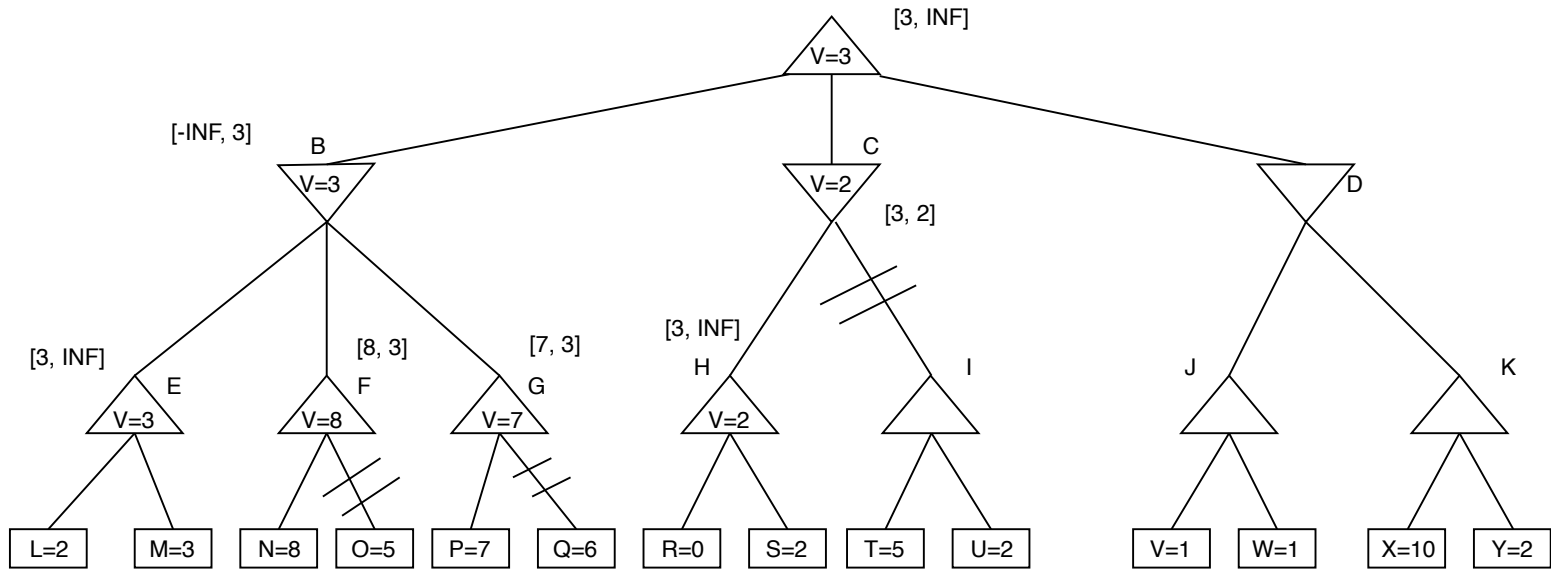 [3, INF]
V=3
[-INF, 3]
B
C
V=3
V=2
D
[3, 2]
[3, INF]
[8, 3]
[7, 3]
[3, INF]
E
F
G
H
I
J
K
V=3
V=8
V=7
V=2
L=2
M=3
N=8
O=5
P=7
Q=6
R=0
S=2
T=5
U=2
V=1
W=1
X=10
Y=2